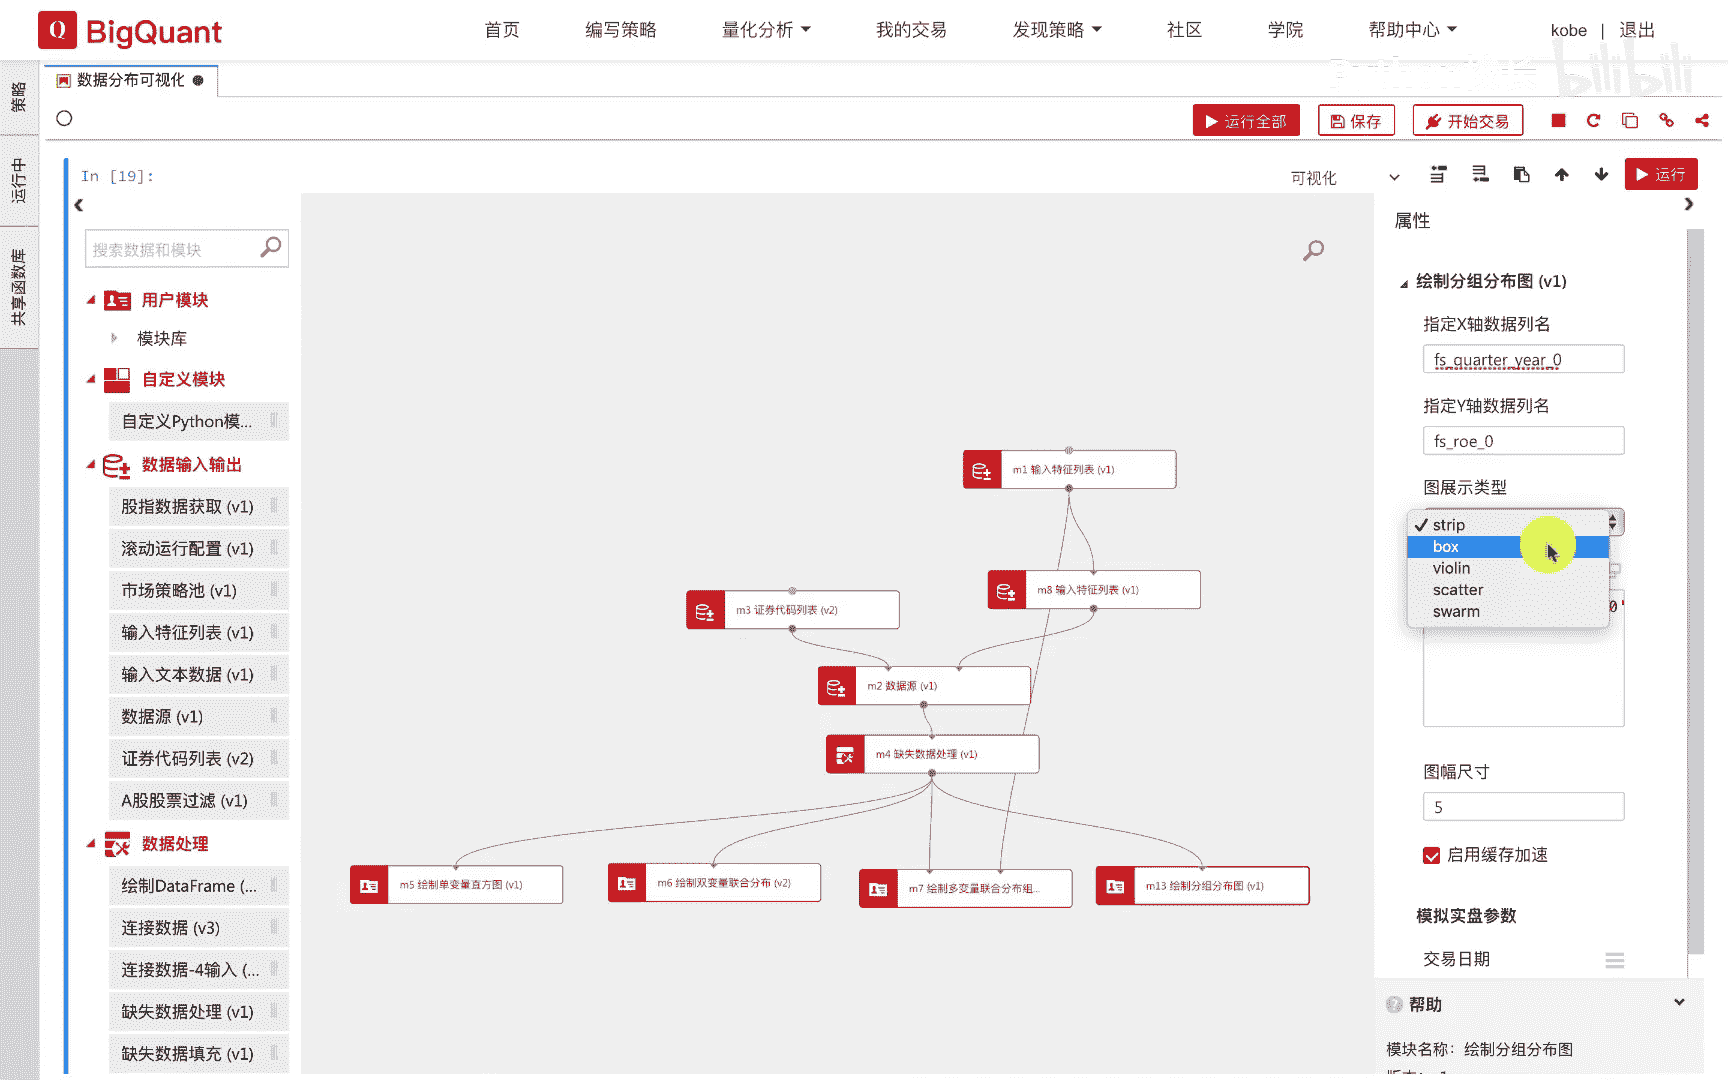 Q BigQuant
首页 编写策略 量化分析 我的交易 发现策略 社区 学院 帮助中心 kobe | 退出
bilibili
策略
运行中
共享函数库
数据分布可视化
运行全部 保存 开始交易
In [19]:
可视化
运行
搜索数据和模块
用户模块
模块库
自定义模块
自定义Python模...
数据输入输出
股指数据获取 (v1)
滚动运行配置 (v1)
市场策略池 (v1)
输入特征列表 (v1)
输入文本数据 (v1)
数据源 (v1)
证券代码列表 (v2)
A股股票过滤 (v1)
数据处理
绘制DataFrame (...
连接数据 (v3)
连接数据-4输入 (...
缺失数据处理 (v1)
缺失数据填充 (v1)
m1 输入特征列表 (v1)
m8 输入特征列表 (v1)
m3 证券代码列表 (v2)
m2 数据源 (v1)
m4 缺失数据处理 (v1)
m5 绘制单变量直方图 (v1)
m6 绘制双变量联合分布 (v2)
m7 绘制多变量联合分布组...
m13 绘制分组分布图 (v1)
属性
绘制分组分布图 (v1)
指定X轴数据列名
fs_quarter_year_0
指定Y轴数据列名
fs_roe_0
图展示类型
strip
box
violin
scatter
swarm
0'
图幅尺寸
5
启用缓存加速
模拟实盘参数
交易日期
帮助
模块名称：绘制分组分布图